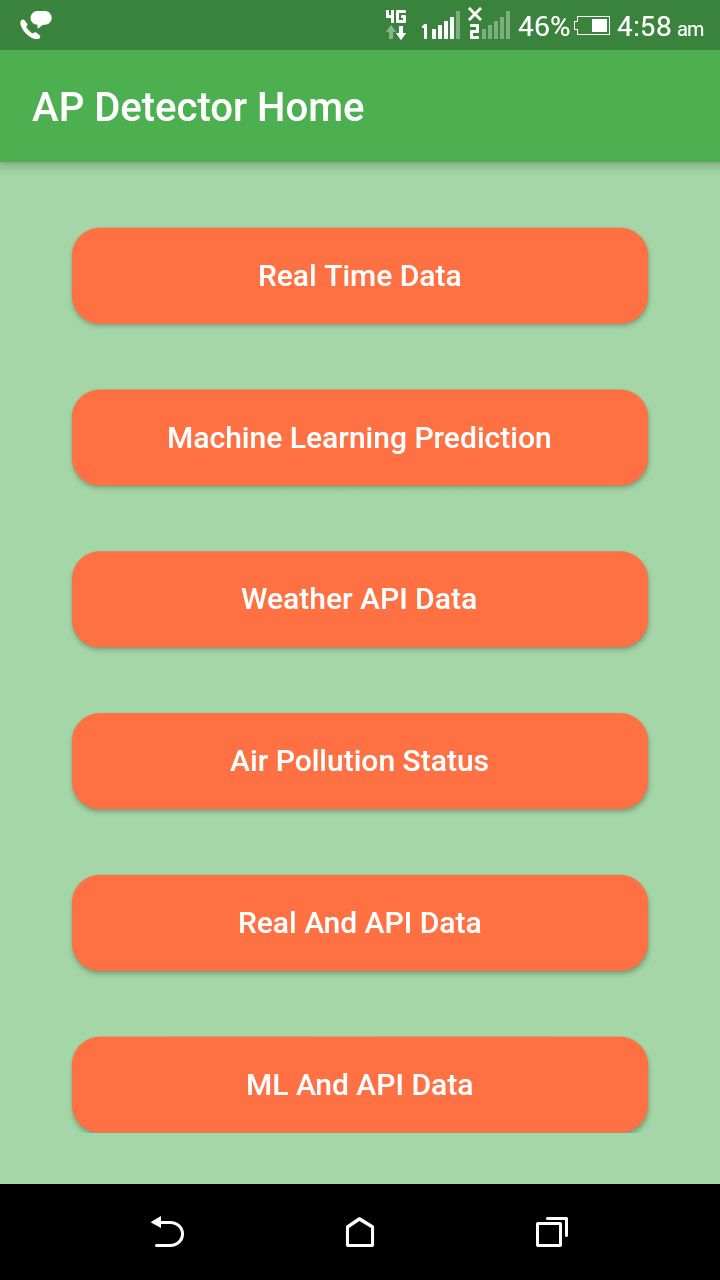 4G 1 2 46% 4:58 am
AP Detector Home
Real Time Data
Machine Learning Prediction
Weather API Data
Air Pollution Status
Real And API Data
ML And API Data